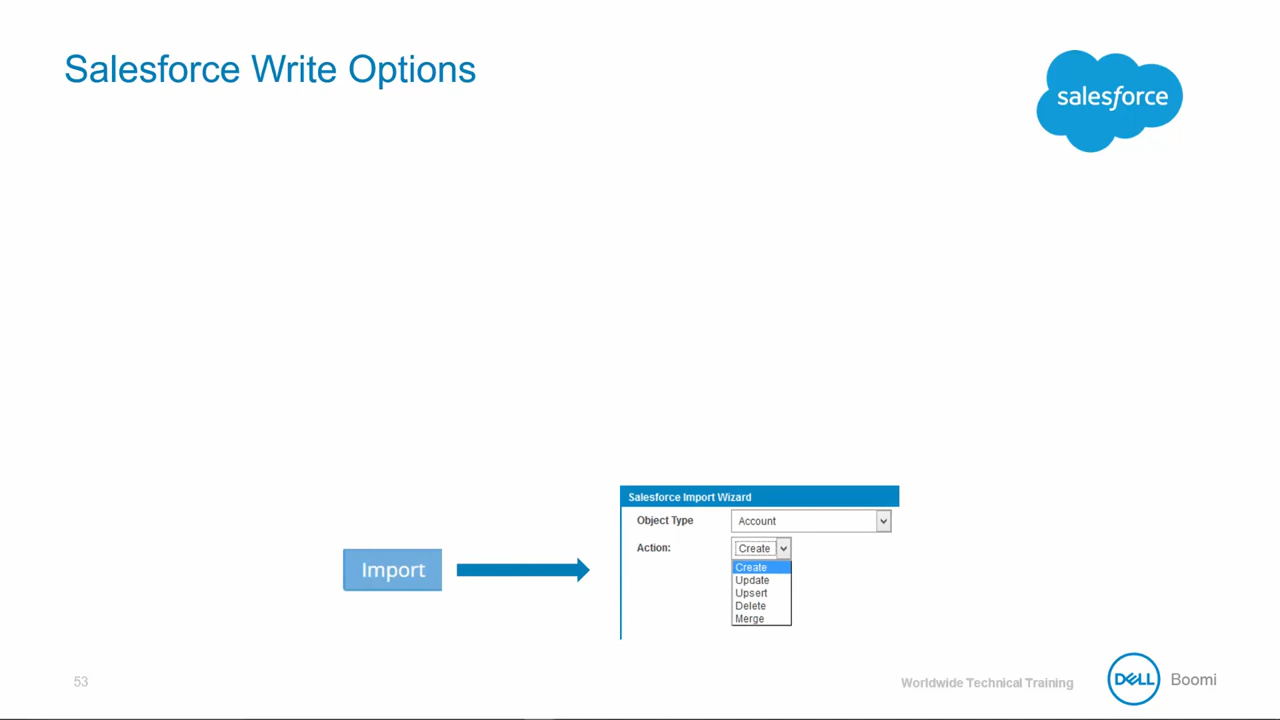 Salesforce Write Options
salesforce
Salesforce Import Wizard
Object Type
Account
Action:
Create
Create
Update
Upsert
Delete
Merge
Import
53
Worldwide Technical Training
DELL
Boomi